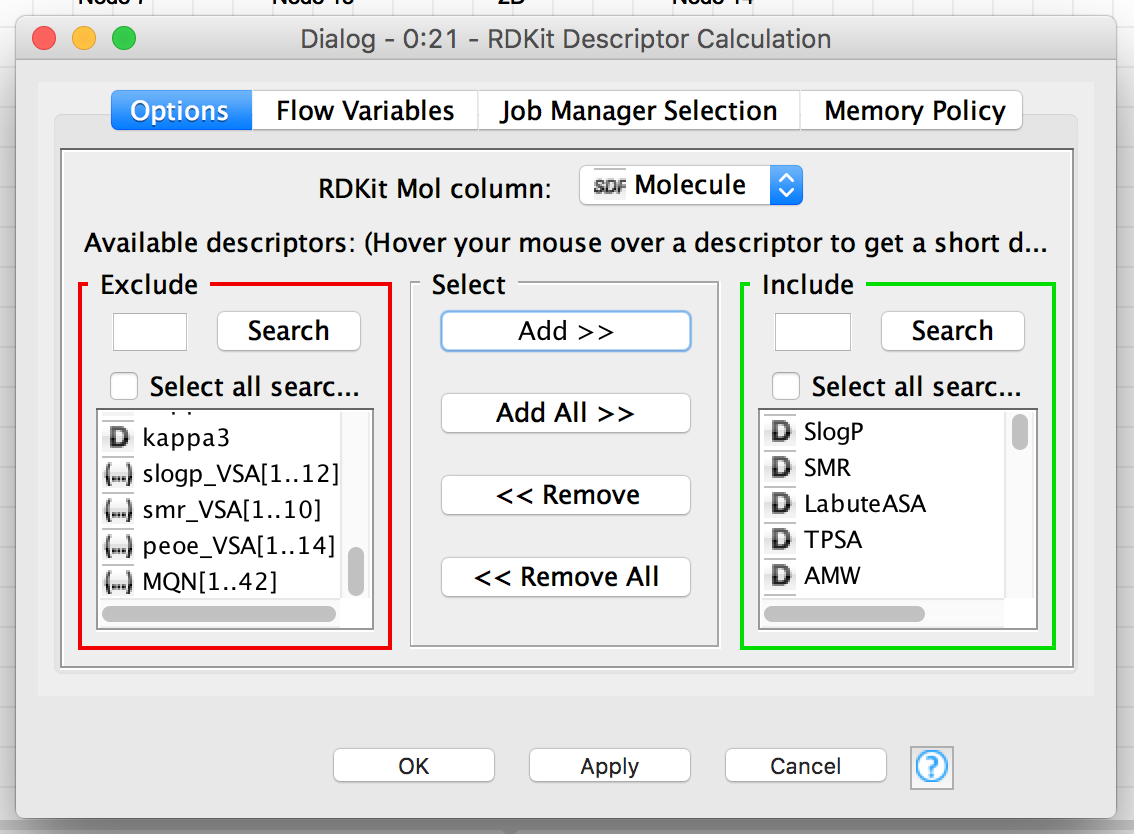 Dialog - 0:21 - RDKit Descriptor Calculation
Options Flow Variables Job Manager Selection Memory Policy
RDKit Mol column: SDF Molecule
Available descriptors: (Hover your mouse over a descriptor to get a short d...
Exclude Select Include
Search Add >> Search
Select all searc... Add All >> Select all searc...
D kappa3 D SlogP
{...} slogp_VSA[1..12] << Remove D SMR
{...} smr_VSA[1..10] D LabuteASA
{...} peoe_VSA[1..14] D TPSA
{...} MQN[1..42] << Remove All D AMW
OK Apply Cancel ?